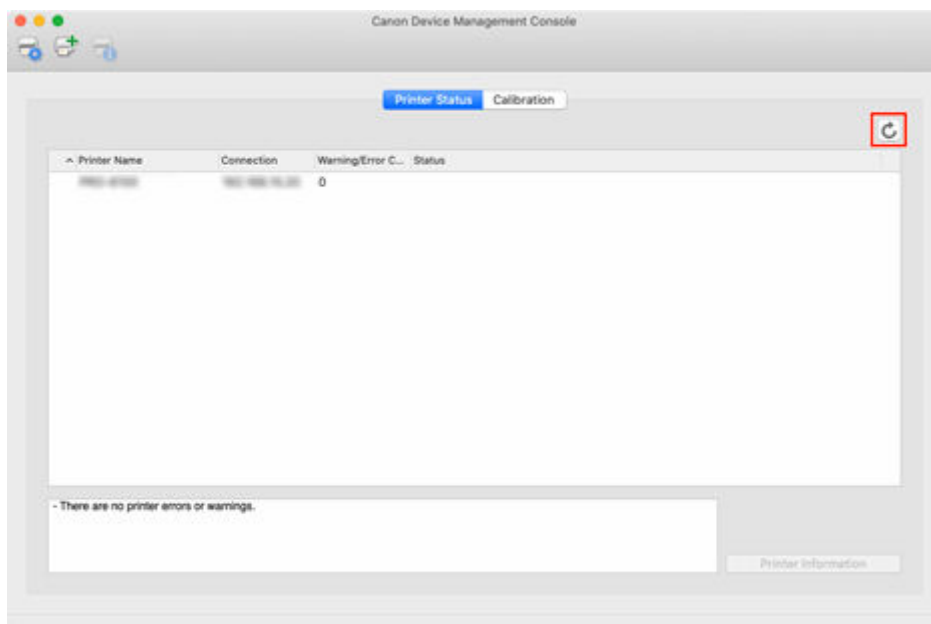 Canon Device Management Console
Printer Status Calibration
Printer Name Connection Warning/Error C... Status
0
- There are no printer errors or warnings.
Printer Information